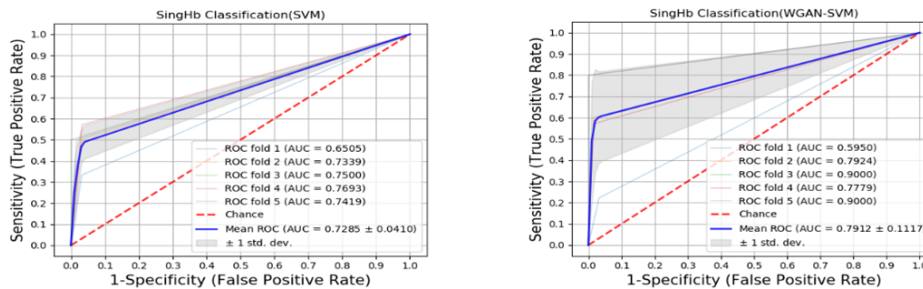 SingHb Classification(SVM)
Sensitivity (True Positive Rate)
1.0
0.9
0.8
0.7
0.6
0.5
0.4
0.3
0.2
0.1
0.0
ROC fold 1 (AUC = 0.6505)
ROC fold 2 (AUC = 0.7339)
ROC fold 3 (AUC = 0.7500)
ROC fold 4 (AUC = 0.7693)
ROC fold 5 (AUC = 0.7419)
Chance
Mean ROC (AUC = 0.7285 ± 0.0410)
± 1 std. dev.
0.0 0.1 0.2 0.3 0.4 0.5 0.6 0.7 0.8 0.9 1.0
1-Specificity (False Positive Rate)
SingHb Classification(WGAN-SVM)
Sensitivity (True Positive Rate)
1.0
0.9
0.8
0.7
0.6
0.5
0.4
0.3
0.2
0.1
0.0
ROC fold 1 (AUC = 0.5950)
ROC fold 2 (AUC = 0.7924)
ROC fold 3 (AUC = 0.9000)
ROC fold 4 (AUC = 0.7779)
ROC fold 5 (AUC = 0.9000)
Chance
Mean ROC (AUC = 0.7912 ± 0.1117
± 1 std. dev.
0.0 0.1 0.2 0.3 0.4 0.5 0.6 0.7 0.8 0.9 1.0
1-Specificity (False Positive Rate)